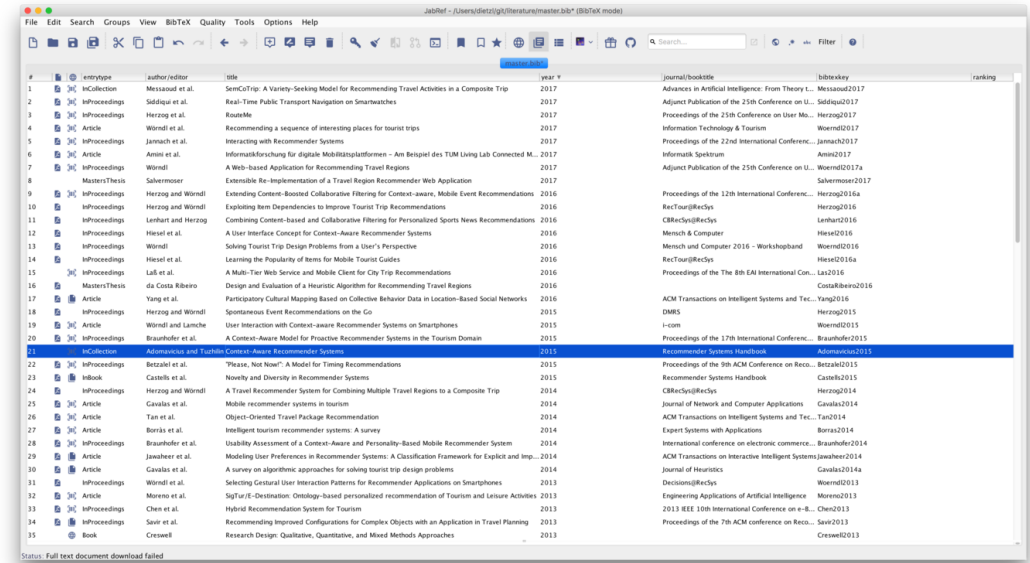 JabRef - /Users/dietzl/git/literature/master.bib* (BibTeX mode)
File Edit Search Groups View BibTeX Quality Tools Options Help
Search... Filter
master.bib*
# entrytype author/editor title year journal/booktitle bibtexkey ranking
1 InCollection Messaoud et al. SemCoTrip: A Variety-Seeking Model for Recommending Travel Activities in a Composite Trip 2017 Advances in Artificial Intelligence: From Theory t... Messaoud2017
2 InProceedings Siddiqui et al. Real-Time Public Transport Navigation on Smartwatches 2017 Adjunct Publication of the 25th Conference on U... Siddiqui2017
3 InProceedings Herzog et al. RouteMe 2017 Proceedings of the 25th Conference on User Mo... Herzog2017
4 Article Wörndl et al. Recommending a sequence of interesting places for tourist trips 2017 Information Technology & Tourism Woerndl2017
5 InProceedings Jannach et al. Interacting with Recommender Systems 2017 Proceedings of the 22nd International Conferenc... Jannach2017
6 Article Amini et al. Informatikforschung für digitale Mobilitätsplattformen - Am Beispiel des TUM Living Lab Connected M... 2017 Informatik Spektrum Amini2017
7 InProceedings Wörndl A Web-based Application for Recommending Travel Regions 2017 Adjunct Publication of the 25th Conference on U... Woerndl2017a
8 MastersThesis Salvermoser Extensible Re-Implementation of a Travel Region Recommender Web Application 2017 Salvermoser2017
9 InProceedings Herzog and Wörndl Extending Content-Boosted Collaborative Filtering for Context-aware, Mobile Event Recommendations 2016 Proceedings of the 12th International Conferenc... Herzog2016a
10 InProceedings Herzog and Wörndl Exploiting Item Dependencies to Improve Tourist Trip Recommendations 2016 RecTour@RecSys Herzog2016
11 InProceedings Lenhart and Herzog Combining Content-based and Collaborative Filtering for Personalized Sports News Recommendations 2016 CBRecSys@RecSys Lenhart2016
12 InProceedings Hiesel et al. A User Interface Concept for Context-Aware Recommender Systems 2016 Mensch & Computer Hiesel2016
13 InProceedings Wörndl Solving Tourist Trip Design Problems from a User's Perspective 2016 Mensch und Computer 2016 - Workshopband Woerndl2016
14 InProceedings Hiesel et al. Learning the Popularity of Items for Mobile Tourist Guides 2016 RecTour@RecSys Hiesel2016a
15 InProceedings Laß et al. A Multi-Tier Web Service and Mobile Client for City Trip Recommendations 2016 Proceedings of the The 8th EAI International Con... Las2016
16 MastersThesis da Costa Ribeiro Design and Evaluation of a Heuristic Algorithm for Recommending Travel Regions 2016 CostaRibeiro2016
17 Article Yang et al. Participatory Cultural Mapping Based on Collective Behavior Data in Location-Based Social Networks 2016 ACM Transactions on Intelligent Systems and Tec... Yang2016
18 InProceedings Herzog and Wörndl Spontaneous Event Recommendations on the Go 2015 DMRS Herzog2015
19 Article Wörndl and Lamche User Interaction with Context-aware Recommender Systems on Smartphones 2015 i-com Woerndl2015
20 InProceedings Braunhofer et al. A Context-Aware Model for Proactive Recommender Systems in the Tourism Domain 2015 Proceedings of the 17th International Conferenc... Braunhofer2015
21 InCollection Adomavicius and Tuzhilin Context-Aware Recommender Systems 2015 Recommender Systems Handbook Adomavicius2015
22 InProceedings Betzalel et al. "Please, Not Now!": A Model for Timing Recommendations 2015 Proceedings of the 9th ACM Conference on Reco... Betzalel2015
23 InBook Castells et al. Novelty and Diversity in Recommender Systems 2015 Recommender Systems Handbook Castells2015
24 InProceedings Herzog and Wörndl A Travel Recommender System for Combining Multiple Travel Regions to a Composite Trip 2014 CBRecSys@RecSys Herzog2014
25 Article Gavalas et al. Mobile recommender systems in tourism 2014 Journal of Network and Computer Applications Gavalas2014
26 Article Tan et al. Object-Oriented Travel Package Recommendation 2014 ACM Transactions on Intelligent Systems and Tec... Tan2014
27 Article Borràs et al. Intelligent tourism recommender systems: A survey 2014 Expert Systems with Applications Borras2014
28 InProceedings Braunhofer et al. Usability Assessment of a Context-Aware and Personality-Based Mobile Recommender System 2014 International conference on electronic commerce... Braunhofer2014
29 Article Jawaheer et al. Modeling User Preferences in Recommender Systems: A Classification Framework for Explicit and Imp... 2014 ACM Transactions on Interactive Intelligent Systems Jawaheer2014
30 Article Gavalas et al. A survey on algorithmic approaches for solving tourist trip design problems 2014 Journal of Heuristics Gavalas2014a
31 InProceedings Wörndl et al. Selecting Gestural User Interaction Patterns for Recommender Applications on Smartphones 2013 Decisions@RecSys Woerndl2013
32 Article Moreno et al. SigTur/E-Destination: Ontology-based personalized recommendation of Tourism and Leisure Activities 2013 Engineering Applications of Artificial Intelligence Moreno2013
33 InProceedings Chen et al. Hybrid Recommendation System for Tourism 2013 2013 IEEE 10th International Conference on e-B... Chen2013
34 InProceedings Savir et al. Recommending Improved Configurations for Complex Objects with an Application in Travel Planning 2013 Proceedings of the 7th ACM conference on Reco... Savir2013
35 Book Creswell Research Design: Qualitative, Quantitative, and Mixed Methods Approaches 2013 Creswell2013
Status: Full text document download failed